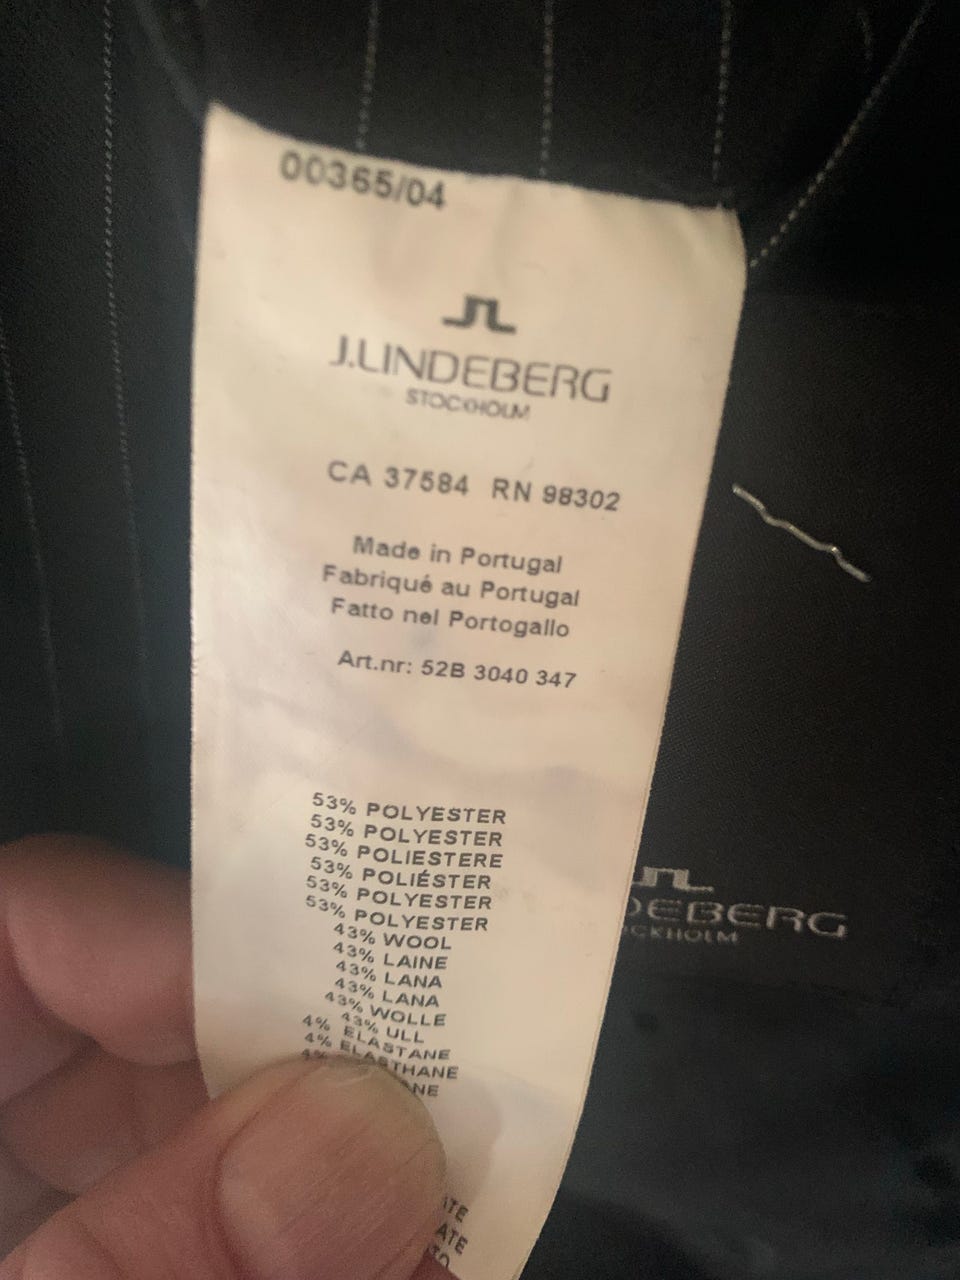 00365/04
J.LINDEBERG
STOCKHOLM
CA 37584 RN 98302
Made in Portugal
Fabriqué au Portugal
Fatto nel Portogallo
Art.nr: 52B 3040 347
53% POLYESTER
53% POLYESTER
53% POLIESTERE
53% POLIÉSTER
53% POLYESTER
53% POLYESTER
43% WOOL
43% LAINE
43% LANA
43% LANA
43% WOLLE
43% ULL
4% ELASTANE
4% ELASTHANE
4%